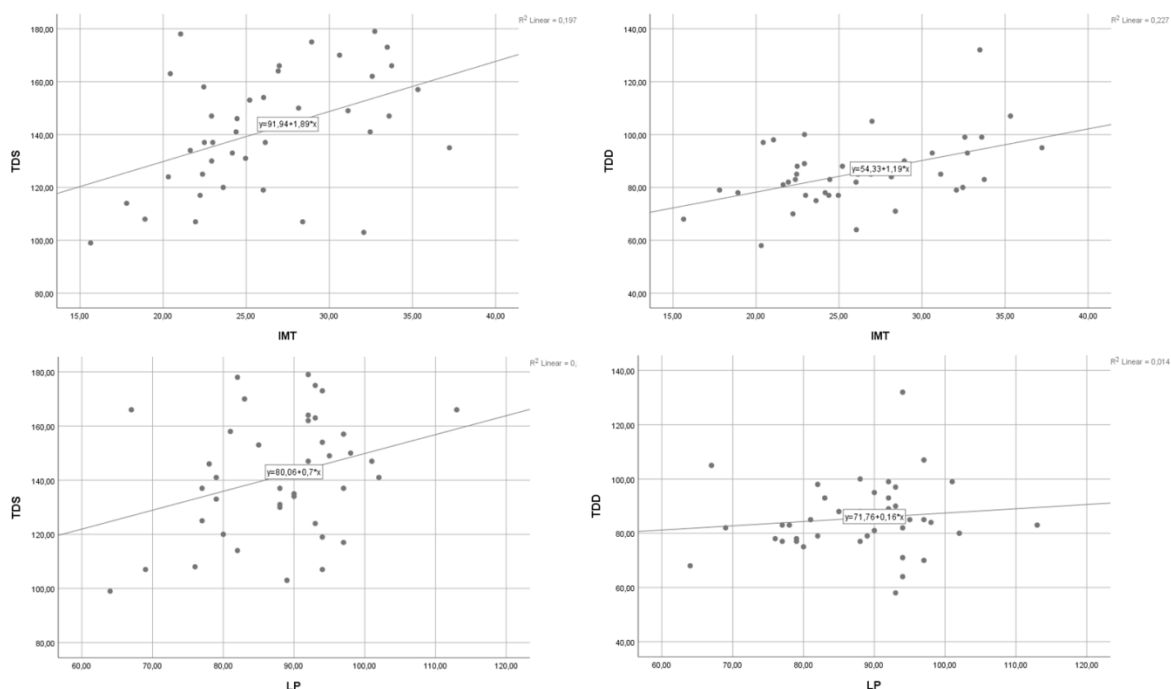 R² Linear = 0,197
180,00
160,00
140,00
120,00
100,00
80,00
TDS
y=91,94+1,89*x
15,00 20,00 25,00 30,00 35,00 40,00
IMT
R² Linear = 0,227
140,00
120,00
100,00
80,00
60,00
40,00
TDD
y=54,33+1,19*x
15,00 20,00 25,00 30,00 35,00 40,00
IMT
R² Linear = 0;
180,00
160,00
140,00
120,00
100,00
80,00
TDS
y=80,06+0,7*x
60,00 70,00 80,00 90,00 100,00 110,00 120,00
LP
R² Linear = 0,014
140,00
120,00
100,00
80,00
60,00
40,00
TDD
y=71,76+0,16*x
60,00 70,00 80,00 90,00 100,00 110,00 120,00
LP